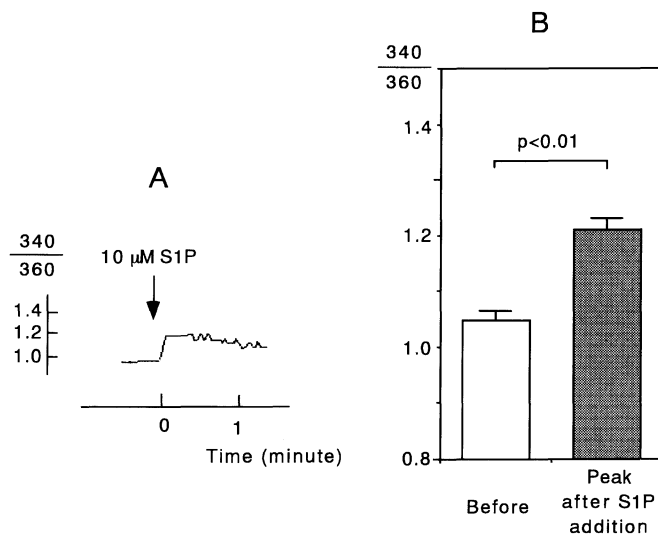 A
340
360
10 µM S1P
1.4
1.2
1.0
0
1
Time (minute)
B
340
360
1.4
p<0.01
1.2
1.0
0.8
Before
Peak
after S1P
addition